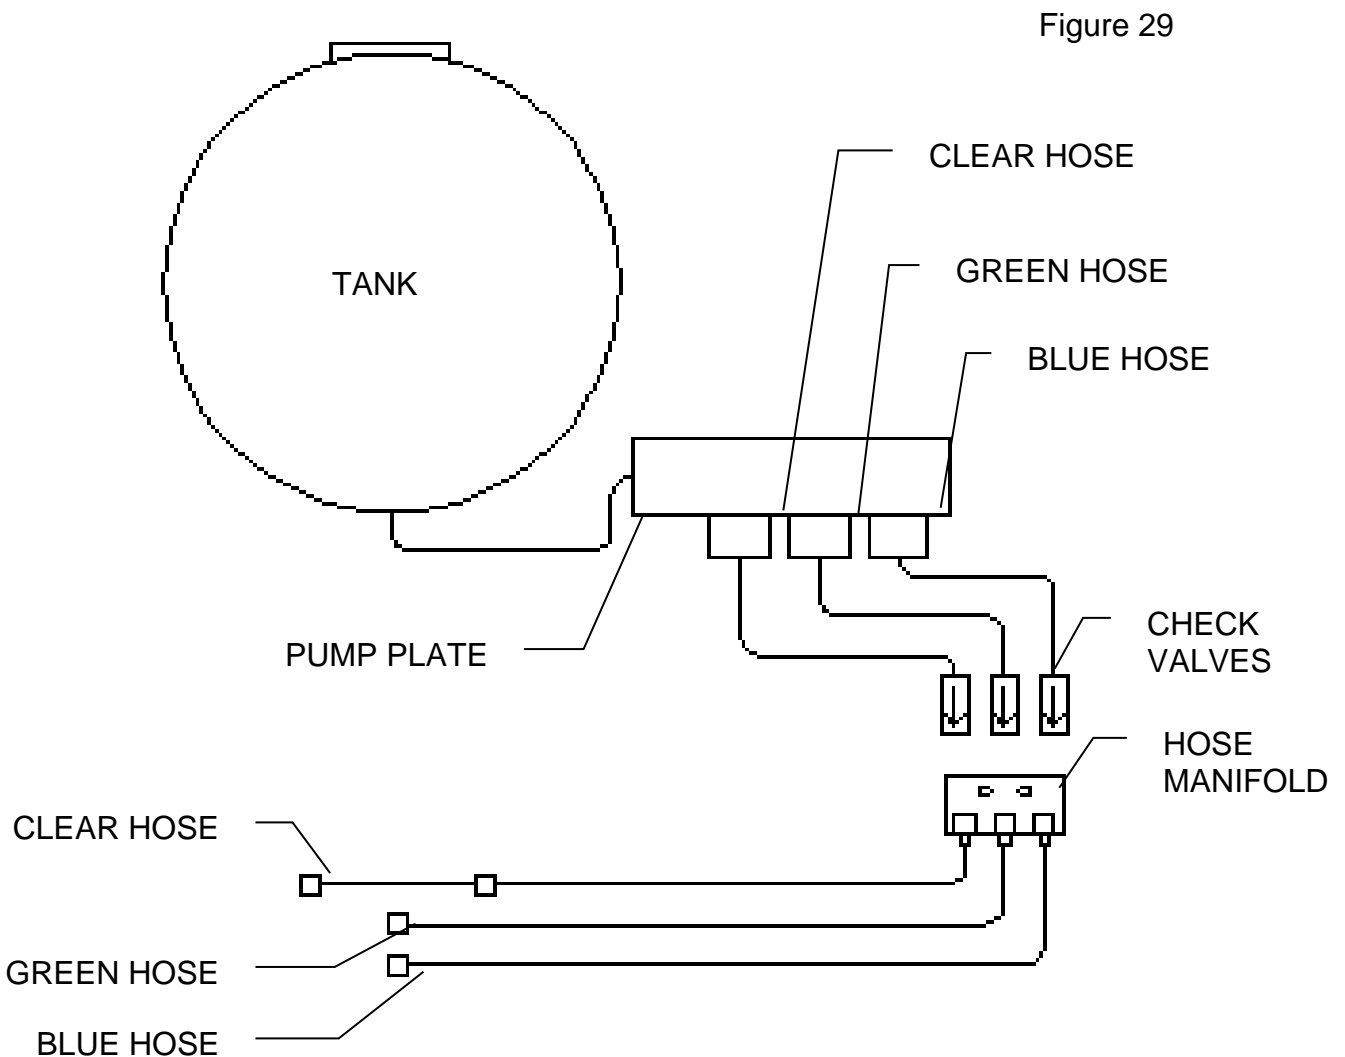 Figure 29
CLEAR HOSE
GREEN HOSE
TANK
BLUE HOSE
CHECK
VALVES
PUMP PLATE
HOSE
MANIFOLD
CLEAR HOSE
GREEN HOSE
BLUE HOSE